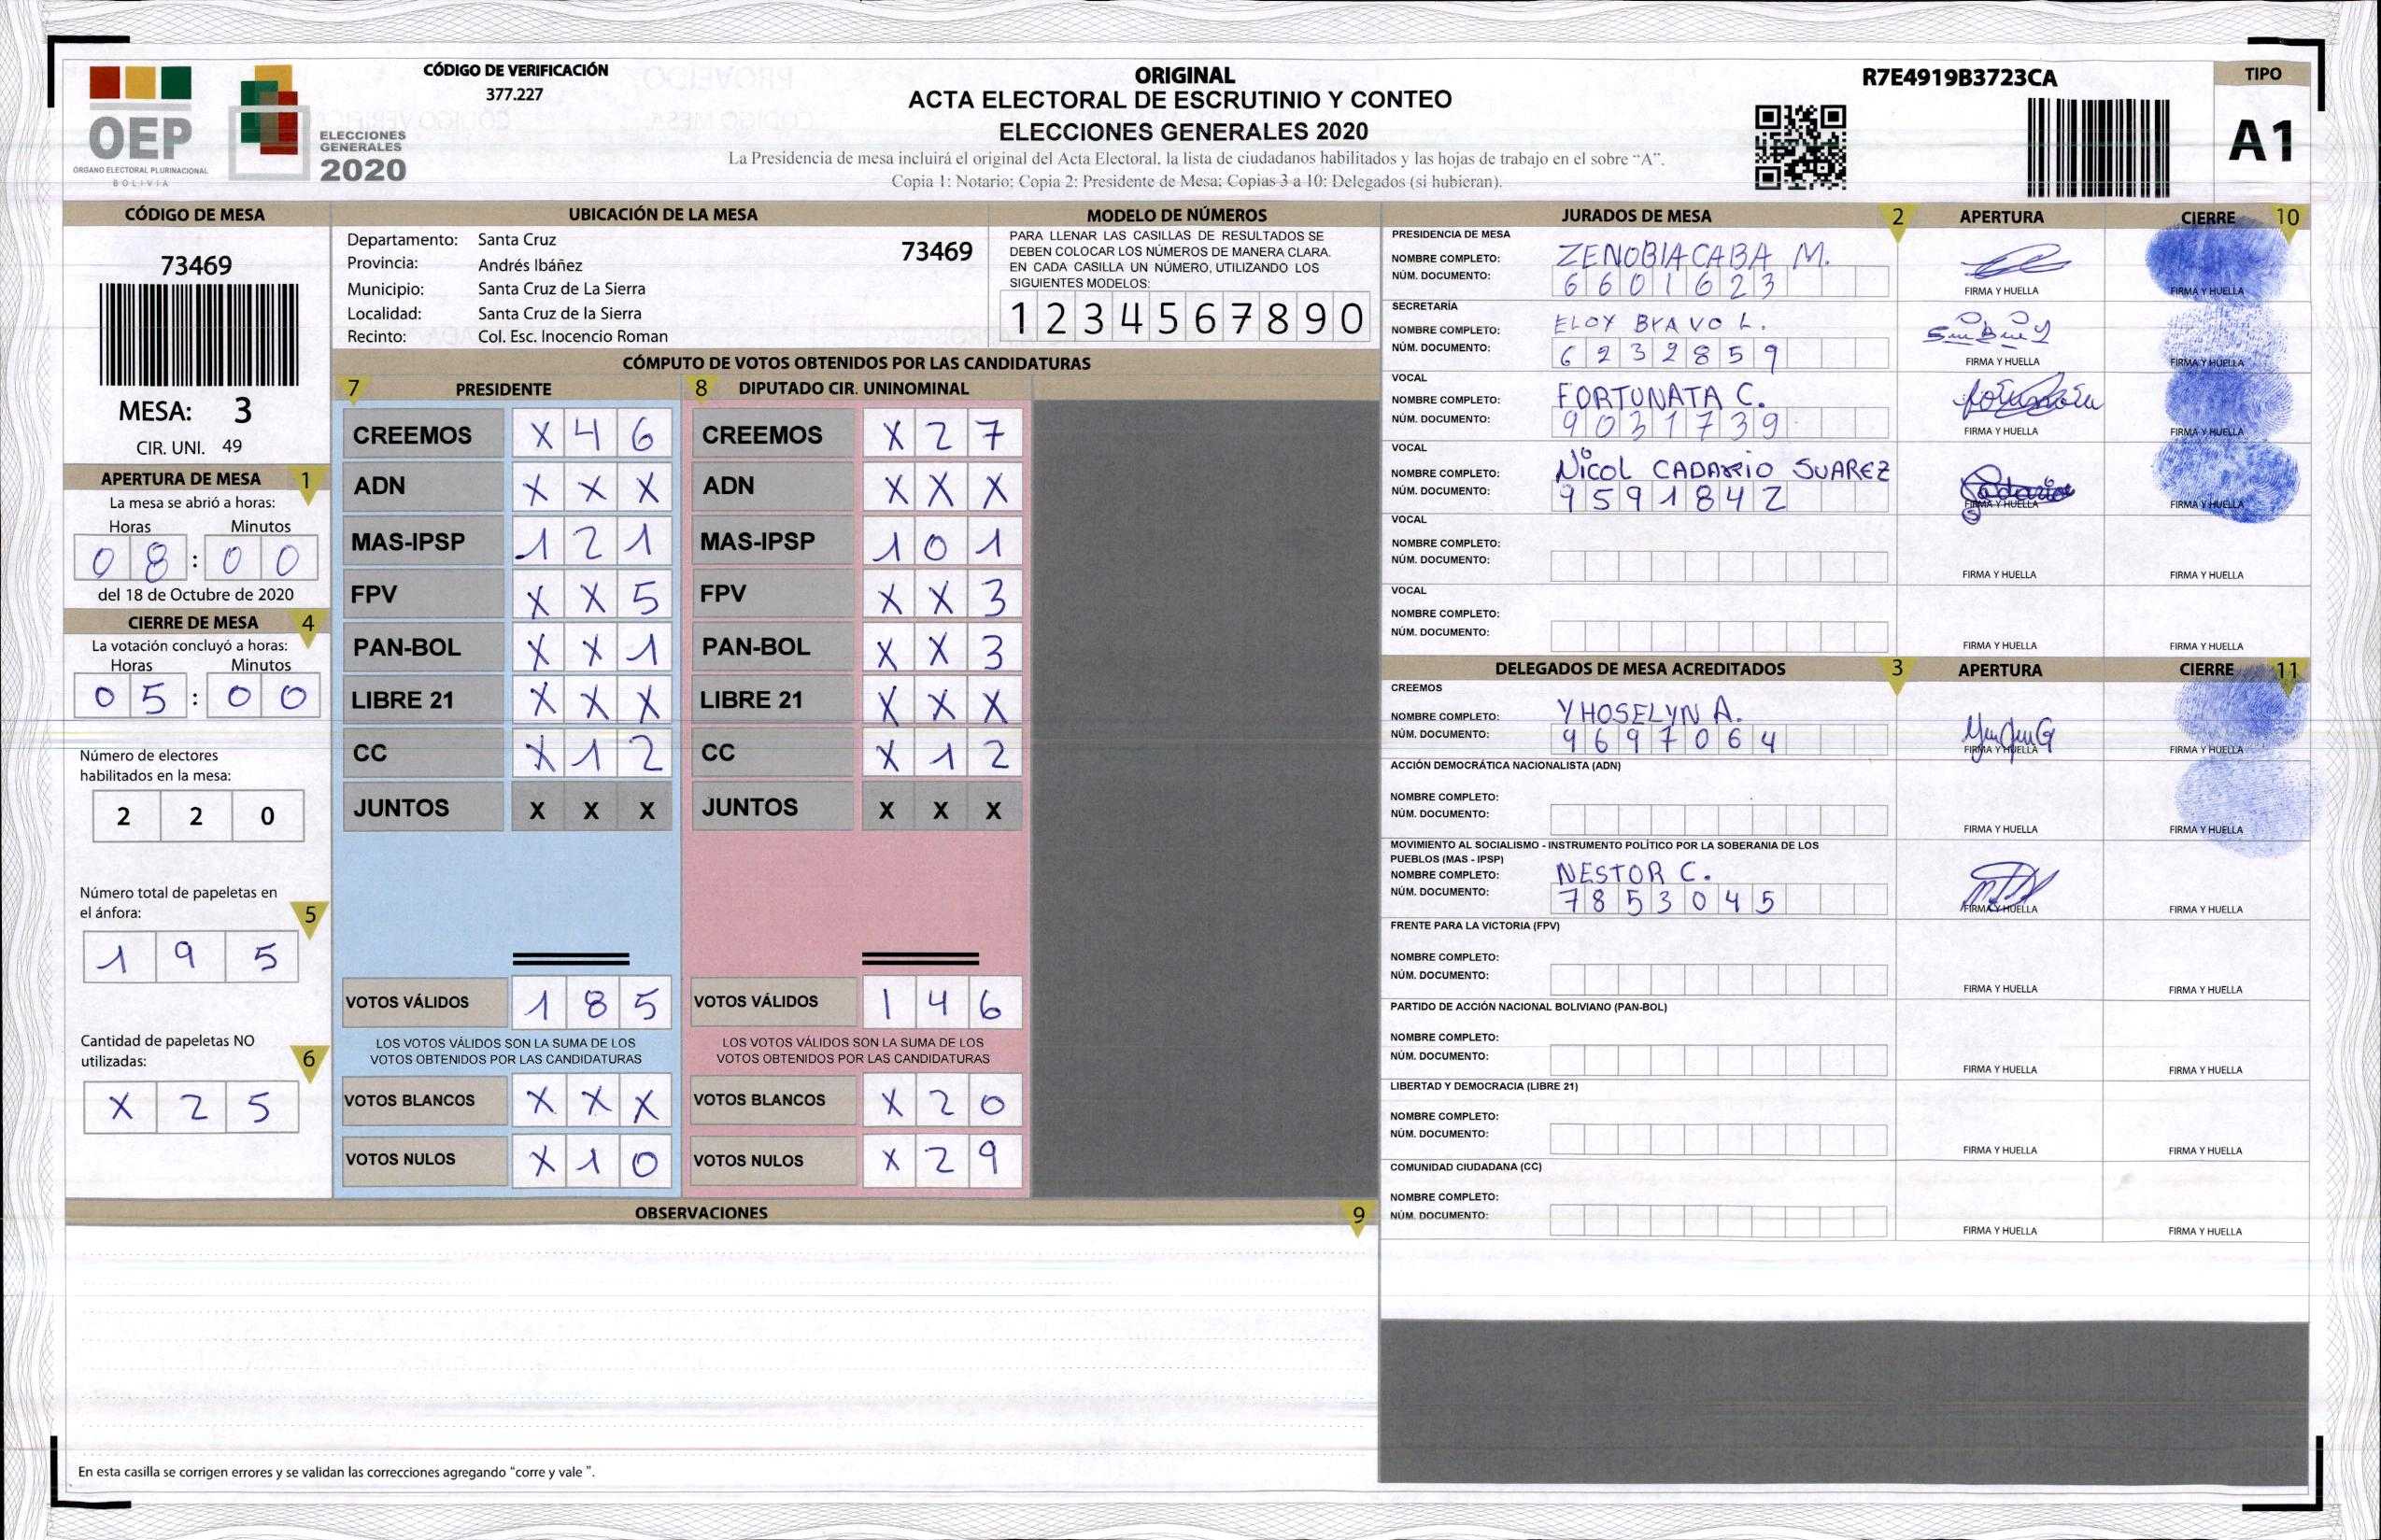 CÓDIGO DE VERIFICACIÓN
377.227
ORIGINAL
ACTA ELECTORAL DE ESCRUTINIO Y CONTEO
ELECCIONES GENERALES 2020
La Presidencia de mesa incluirá el original del Acta Electoral, la lista de ciudadanos habilitados y las hojas de trabajo en el sobre “A”.
Copia 1: Notario; Copia 2: Presidente de Mesa; Copias 3 a 10: Delegados (si hubieran).
R7E4919B3723CA
TIPO
A1
OEP
ORGANO ELECTORAL PLURINACIONAL
BOLIVIA
ELECCIONES
GENERALES
2020
CÓDIGO DE MESA
73469
MESA: 3
CIR. UNI. 49
APERTURA DE MESA 1
La mesa se abrió a horas:
Horas Minutos
08:00
del 18 de Octubre de 2020
CIERRE DE MESA 4
La votación concluyó a horas:
Horas Minutos
05:00
Número de electores
habilitados en la mesa:
2 2 0
Número total de papeletas en
el ánfora: 5
1 9 5
Cantidad de papeletas NO
utilizadas: 6
X 2 5
UBICACIÓN DE LA MESA
Departamento: Santa Cruz 73469
Provincia: Andrés Ibáñez
Municipio: Santa Cruz de La Sierra
Localidad: Santa Cruz de la Sierra
Recinto: Col. Esc. Inocencio Roman
MODELO DE NÚMEROS
PARA LLENAR LAS CASILLAS DE RESULTADOS SE
DEBEN COLOCAR LOS NÚMEROS DE MANERA CLARA.
EN CADA CASILLA UN NÚMERO, UTILIZANDO LOS
SIGUIENTES MODELOS:
1 2 3 4 5 6 7 8 9 0
CÓMPUTO DE VOTOS OBTENIDOS POR LAS CANDIDATURAS
7 PRESIDENTE 8 DIPUTADO CIR. UNINOMINAL
CREEMOS X 4 6 CREEMOS X 2 7
ADN X X X ADN X X X
MAS-IPSP 1 2 1 MAS-IPSP 1 0 1
FPV X X 5 FPV X X 3
PAN-BOL X X 1 PAN-BOL X X 3
LIBRE 21 X X X LIBRE 21 X X X
CC X 1 2 CC X 1 2
JUNTOS X X X JUNTOS X X X
VOTOS VÁLIDOS 1 8 5 VOTOS VÁLIDOS 1 4 6
LOS VOTOS VÁLIDOS SON LA SUMA DE LOS LOS VOTOS VÁLIDOS SON LA SUMA DE LOS
VOTOS OBTENIDOS POR LAS CANDIDATURAS VOTOS OBTENIDOS POR LAS CANDIDATURAS
VOTOS BLANCOS X X X VOTOS BLANCOS X 2 0
VOTOS NULOS X 1 0 VOTOS NULOS X 2 9
OBSERVACIONES 9
En esta casilla se corrigen errores y se validan las correcciones agregando “corre y vale ”.
JURADOS DE MESA 2 APERTURA CIERRE 10
PRESIDENCIA DE MESA
NOMBRE COMPLETO: ZENOBIA CABA M.
NÚM. DOCUMENTO: 6601623
FIRMA Y HUELLA FIRMA Y HUELLA
SECRETARÍA
NOMBRE COMPLETO: ELOY BRAVO L.
NÚM. DOCUMENTO: 6232859
FIRMA Y HUELLA FIRMA Y HUELLA
VOCAL
NOMBRE COMPLETO: FORTUNATA C.
NÚM. DOCUMENTO: 9031739
FIRMA Y HUELLA FIRMA Y HUELLA
VOCAL
NOMBRE COMPLETO: Nicol CADARIO SUAREZ
NÚM. DOCUMENTO: 9591842
FIRMA Y HUELLA FIRMA Y HUELLA
VOCAL
NOMBRE COMPLETO:
NÚM. DOCUMENTO:
FIRMA Y HUELLA FIRMA Y HUELLA
VOCAL
NOMBRE COMPLETO:
NÚM. DOCUMENTO:
FIRMA Y HUELLA FIRMA Y HUELLA
DELEGADOS DE MESA ACREDITADOS 3 APERTURA CIERRE 11
CREEMOS
NOMBRE COMPLETO: YHOSELYN A.
NÚM. DOCUMENTO: 9697064
FIRMA Y HUELLA FIRMA Y HUELLA
ACCIÓN DEMOCRÁTICA NACIONALISTA (ADN)
NOMBRE COMPLETO:
NÚM. DOCUMENTO:
FIRMA Y HUELLA FIRMA Y HUELLA
MOVIMIENTO AL SOCIALISMO - INSTRUMENTO POLÍTICO POR LA SOBERANIA DE LOS
PUEBLOS (MAS - IPSP)
NOMBRE COMPLETO: NESTOR C.
NÚM. DOCUMENTO: 7853045
FIRMA Y HUELLA FIRMA Y HUELLA
FRENTE PARA LA VICTORIA (FPV)
NOMBRE COMPLETO:
NÚM. DOCUMENTO:
FIRMA Y HUELLA FIRMA Y HUELLA
PARTIDO DE ACCIÓN NACIONAL BOLIVIANO (PAN-BOL)
NOMBRE COMPLETO:
NÚM. DOCUMENTO:
FIRMA Y HUELLA FIRMA Y HUELLA
LIBERTAD Y DEMOCRACIA (LIBRE 21)
NOMBRE COMPLETO:
NÚM. DOCUMENTO:
FIRMA Y HUELLA FIRMA Y HUELLA
COMUNIDAD CIUDADANA (CC)
NOMBRE COMPLETO:
NÚM. DOCUMENTO:
FIRMA Y HUELLA FIRMA Y HUELLA